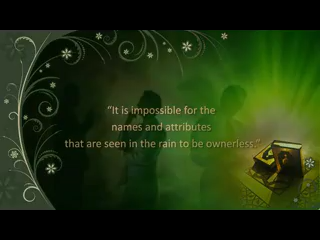 “It is impossible for the
names and attributes
that are seen in the rain to be ownerless.”